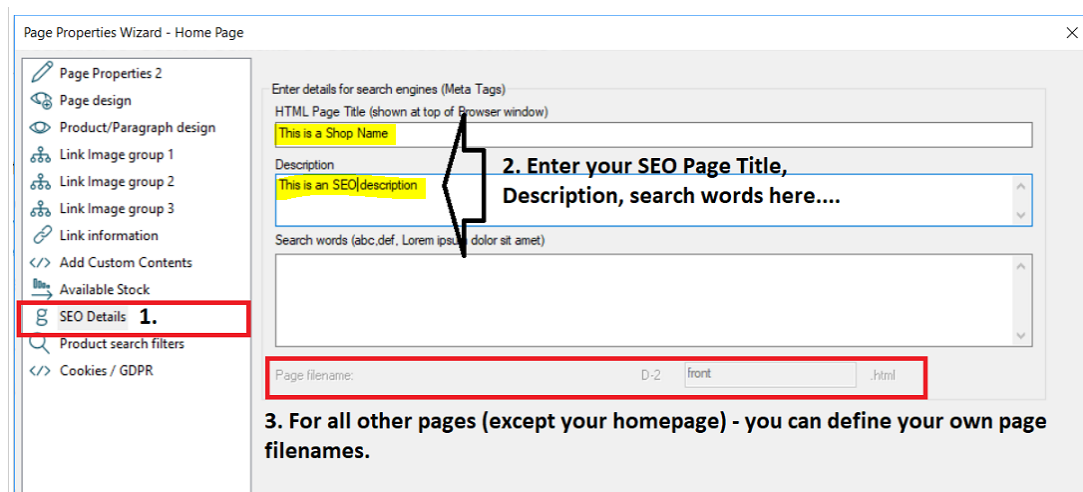 Page Properties Wizard - Home Page
Page Properties 2
Page design
Product/Paragraph design
Link Image group 1
Link Image group 2
Link Image group 3
Link information
Add Custom Contents
Available Stock
SEO Details 1.
Product search filters
Cookies / GDPR
Enter details for search engines (Meta Tags)
HTML Page Title (shown at top of Browser window)
This is a Shop Name
Description
This is an SEO description
2. Enter your SEO Page Title,
Description, search words here....
Search words (abc,def, Lorem ipsum dolor sit amet)
Page filename: D-2 front .html
3. For all other pages (except your homepage) - you can define your own page
filenames.